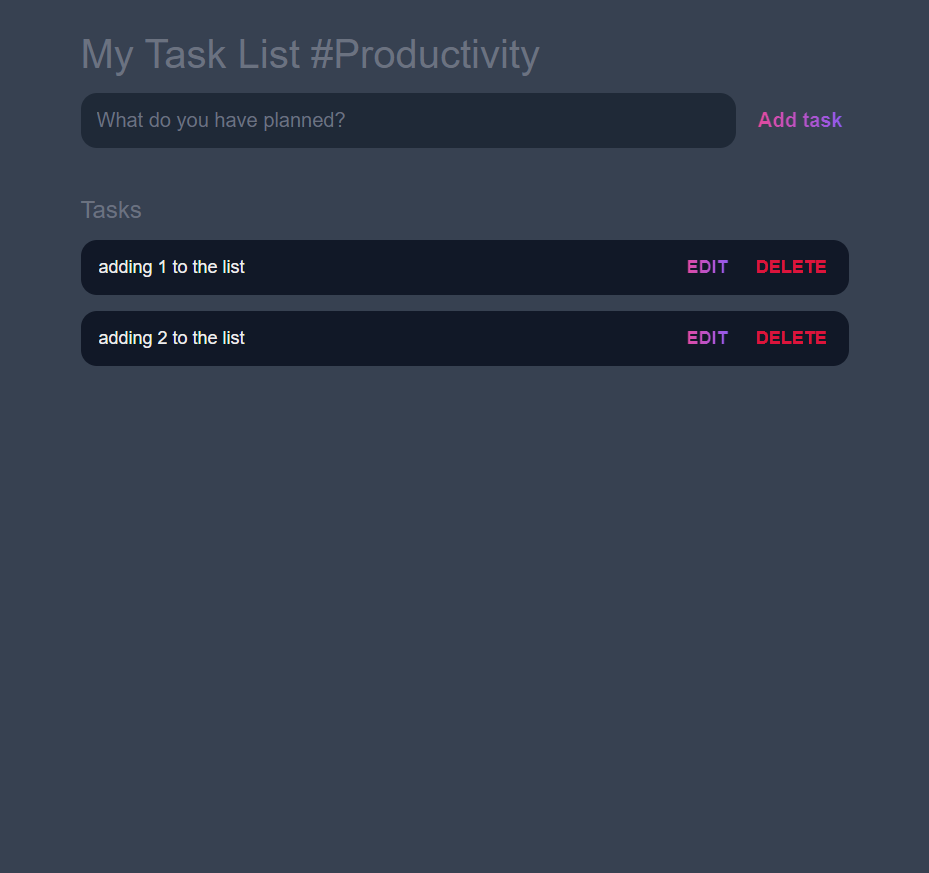 My Task List #Productivity
What do you have planned?
Add task
Tasks
adding 1 to the list EDIT DELETE
adding 2 to the list EDIT DELETE